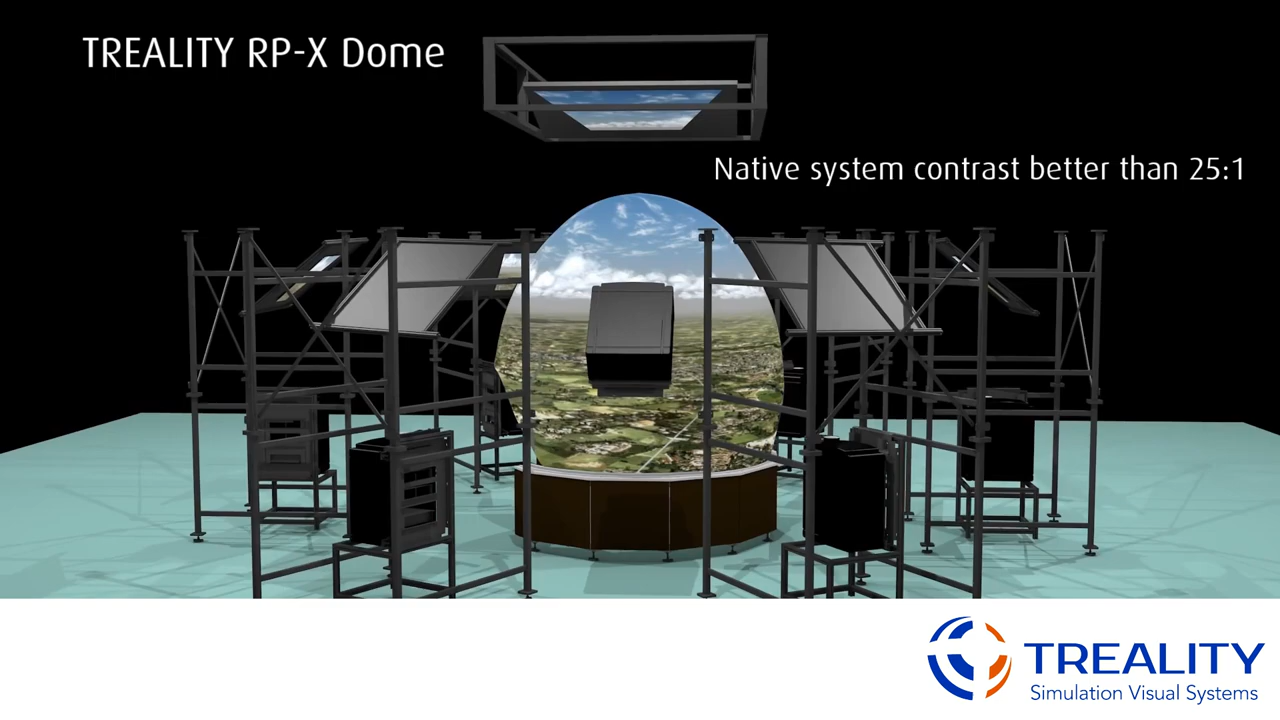 TREALITY RP-X Dome
Native system contrast better than 25:1
TREALITY
Simulation Visual Systems